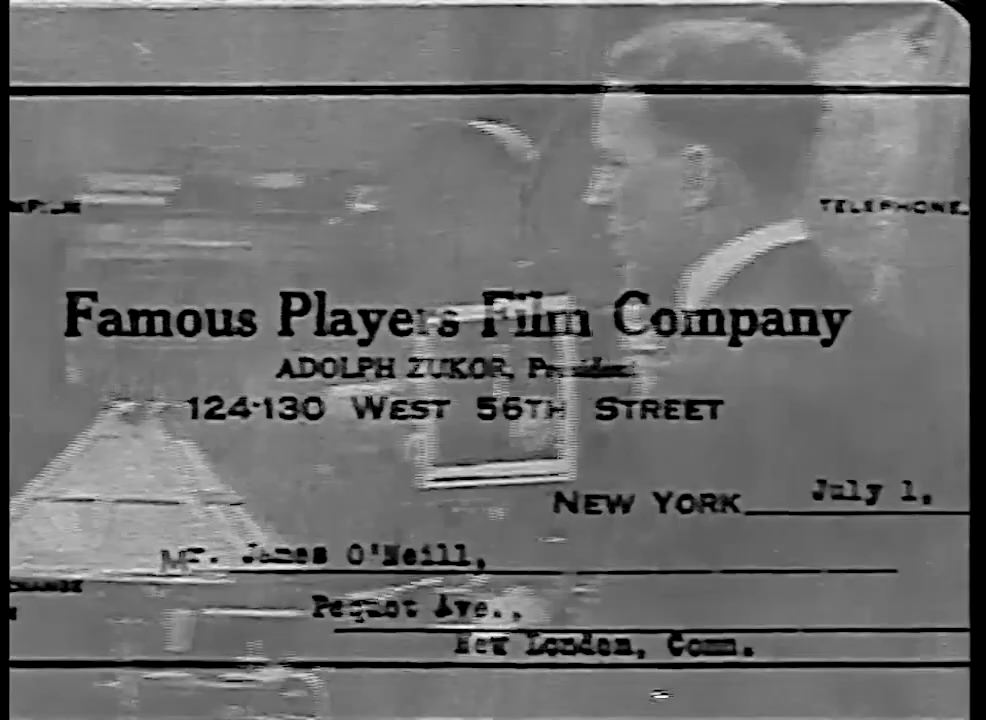 TELEPHONE
Famous Players Film Company
ADOLPH ZUKOR, President
124-130 WEST 56TH STREET
NEW YORK July 1.
Mr. James O'Neill,
Pequot Ave.,
New London, Conn.